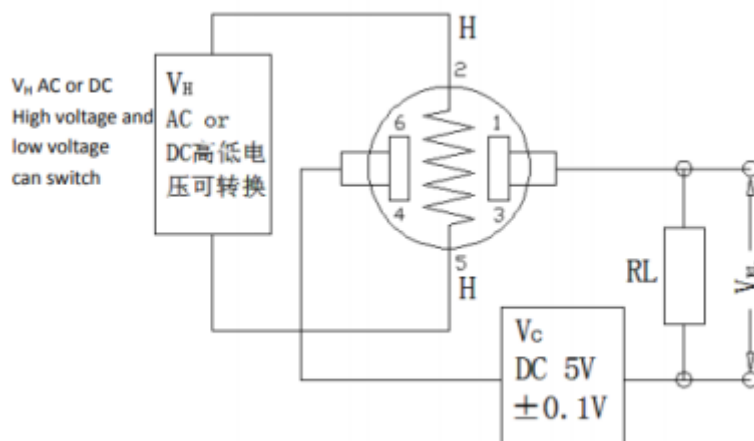 V_H AC or DC
High voltage and
low voltage
can switch
V_H
AC or
DC高低电
压可转换
H
2
6
1
4
3
5
H
V_C
DC 5V
±0.1V
RL
V_H